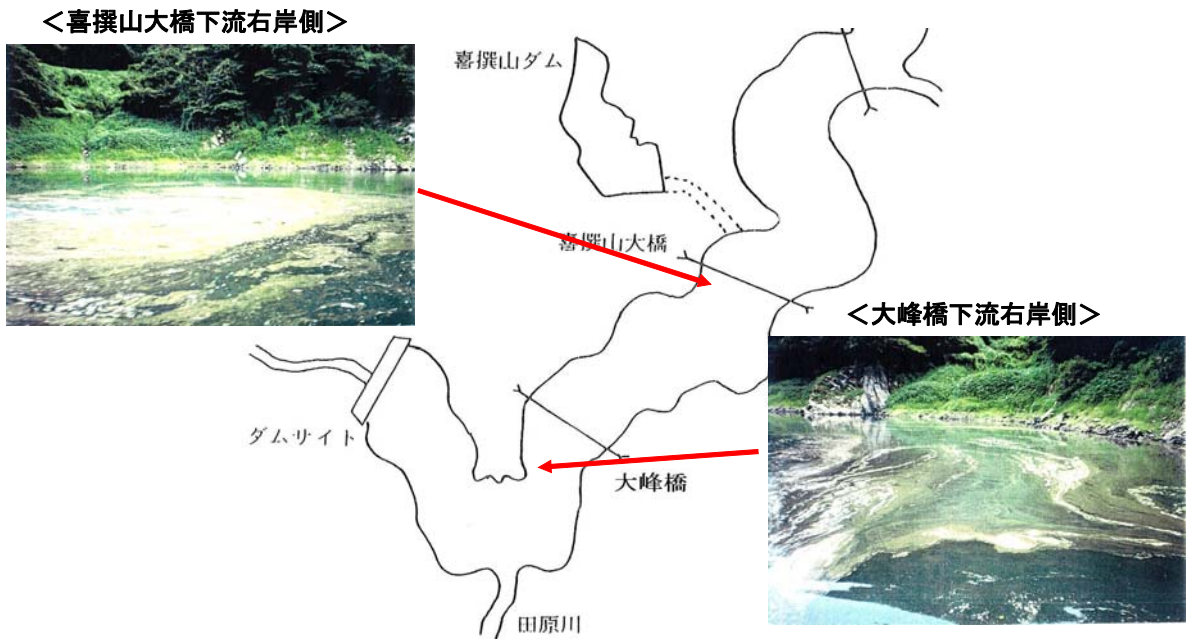 ＜喜撰山大橋下流右岸側＞
喜撰山ダム
喜撰山大橋
＜大峰橋下流右岸側＞
ダムサイト
大峰橋
田原川